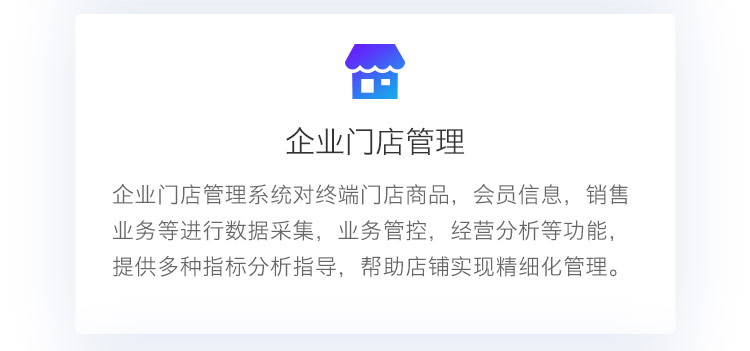 企业门店管理
企业门店管理系统对终端门店商品，会员信息，销售
业务等进行数据采集，业务管控，经营分析等功能，
提供多种指标分析指导，帮助店铺实现精细化管理。